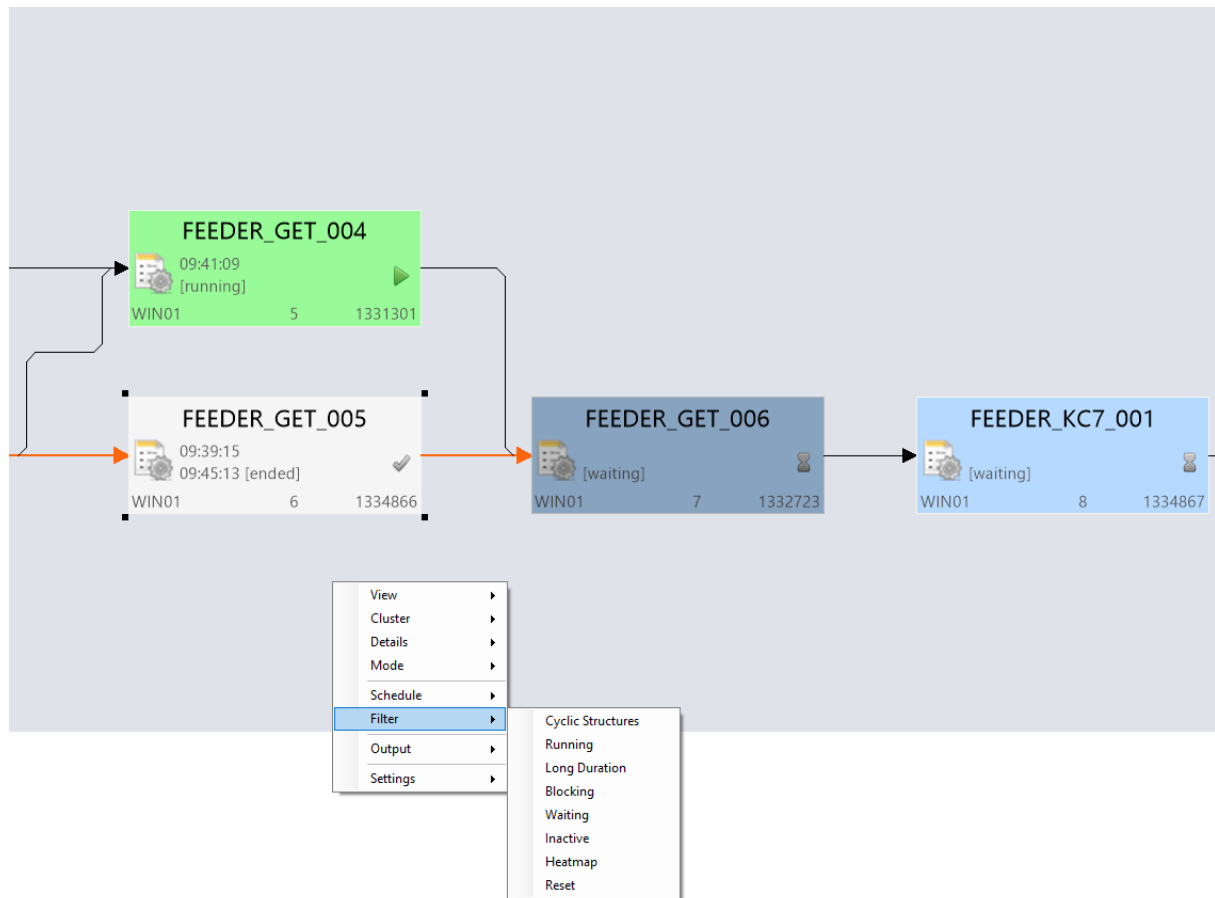 FEEDER_GET_004
09:41:09
[running]
WIN01 5 1331301
FEEDER_GET_005
09:39:15
09:45:13 [ended]
WIN01 6 1334866
FEEDER_GET_006
[waiting]
WIN01 7 1332723
FEEDER_KC7_001
[waiting]
WIN01 8 1334867
View
Cluster
Details
Mode
Schedule
Filter
Output
Settings
Cyclic Structures
Running
Long Duration
Blocking
Waiting
Inactive
Heatmap
Reset